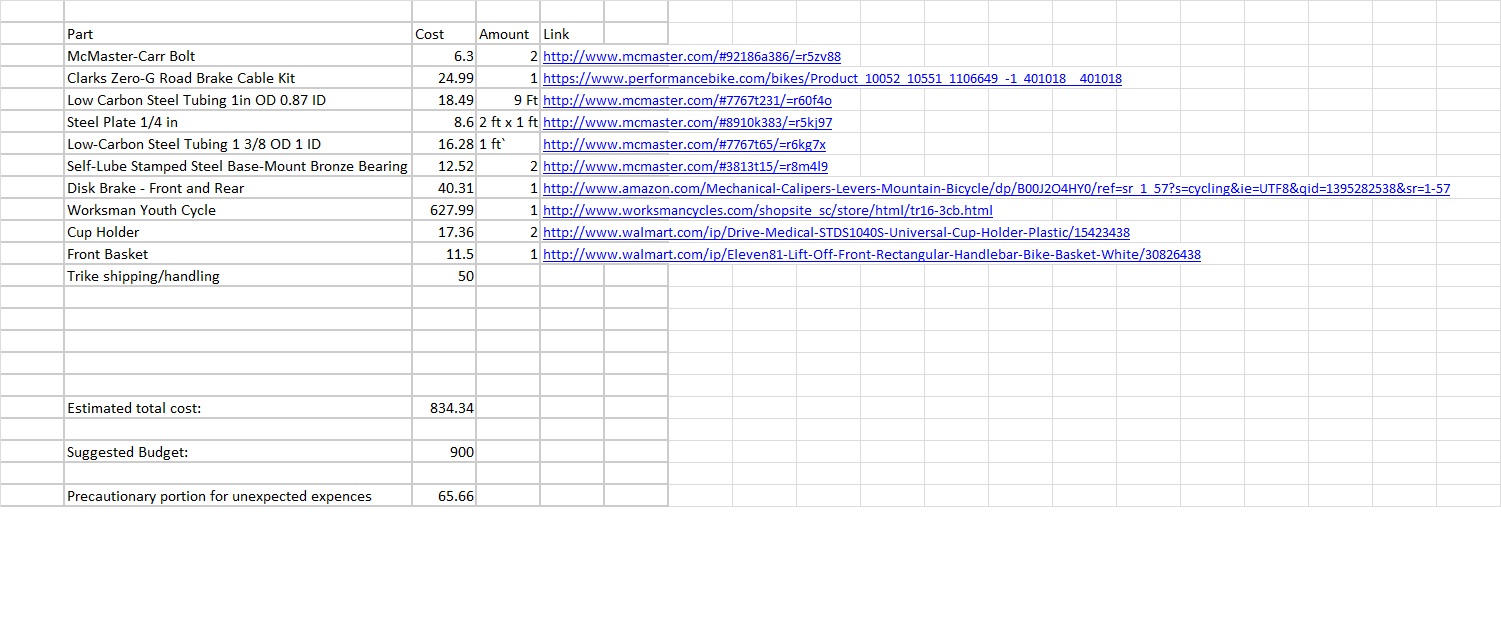 Part Cost Amount Link
McMaster-Carr Bolt 6.3 2 http://www.mcmaster.com/#92186a386/=r5zv88
Clarks Zero-G Road Brake Cable Kit 24.99 1 https://www.performancebike.com/bikes/Product_10052_10551_1106649_-1_401018__401018
Low Carbon Steel Tubing 1in OD 0.87 ID 18.49 9 Ft http://www.mcmaster.com/#7767t231/=r60f4o
Steel Plate 1/4 in 8.6 2 ft x 1 ft http://www.mcmaster.com/#8910k383/=r5kj97
Low-Carbon Steel Tubing 1 3/8 OD 1 ID 16.28 1 ft` http://www.mcmaster.com/#7767t65/=r6kg7x
Self-Lube Stamped Steel Base-Mount Bronze Bearing 12.52 2 http://www.mcmaster.com/#3813t15/=r8m4l9
Disk Brake - Front and Rear 40.31 1 http://www.amazon.com/Mechanical-Calipers-Levers-Mountain-Bicycle/dp/B00J2O4HY0/ref=sr_1_57?s=cycling&ie=UTF8&qid=1395282538&sr=1-57
Worksman Youth Cycle 627.99 1 http://www.worksmancycles.com/shopsite_sc/store/html/tr16-3cb.html
Cup Holder 17.36 2 http://www.walmart.com/ip/Drive-Medical-STDS1040S-Universal-Cup-Holder-Plastic/15423438
Front Basket 11.5 1 http://www.walmart.com/ip/Eleven81-Lift-Off-Front-Rectangular-Handlebar-Bike-Basket-White/30826438
Trike shipping/handling 50
Estimated total cost: 834.34
Suggested Budget: 900
Precautionary portion for unexpected expences 65.66